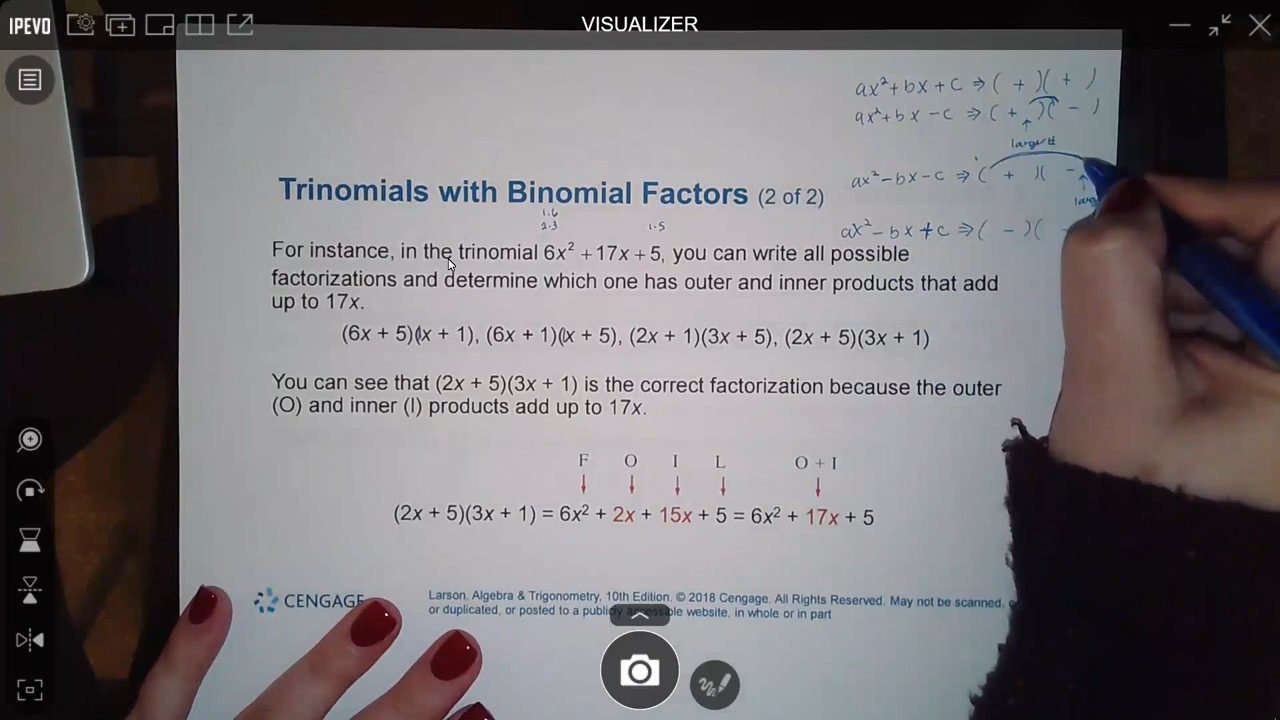 IPEVO
VISUALIZER
ax²+bx+c ⇒( + )( + )
ax²+bx-c ⇒(+ )( - )
larger #
ax²-bx-c ⇒( + )( -
ax²-bx+c ⇒( - )(
Trinomials with Binomial Factors (2 of 2)
1·6
2·3
1·5
For instance, in the trinomial 6x² + 17x + 5, you can write all possible
factorizations and determine which one has outer and inner products that add
up to 17x.
(6x + 5)(1x + 1), (6x + 1)(1x + 5), (2x + 1)(3x + 5), (2x + 5)(3x + 1)
You can see that (2x + 5)(3x + 1) is the correct factorization because the outer
(O) and inner (I) products add up to 17x.
F O I L O + I
(2x + 5)(3x + 1) = 6x² + 2x + 15x + 5 = 6x² + 17x + 5
CENGAGE
Larson, Algebra & Trigonometry, 10th Edition. © 2018 Cengage. All Rights Reserved. May not be scanned,
or duplicated, or posted to a publicly accessible website, in whole or in part